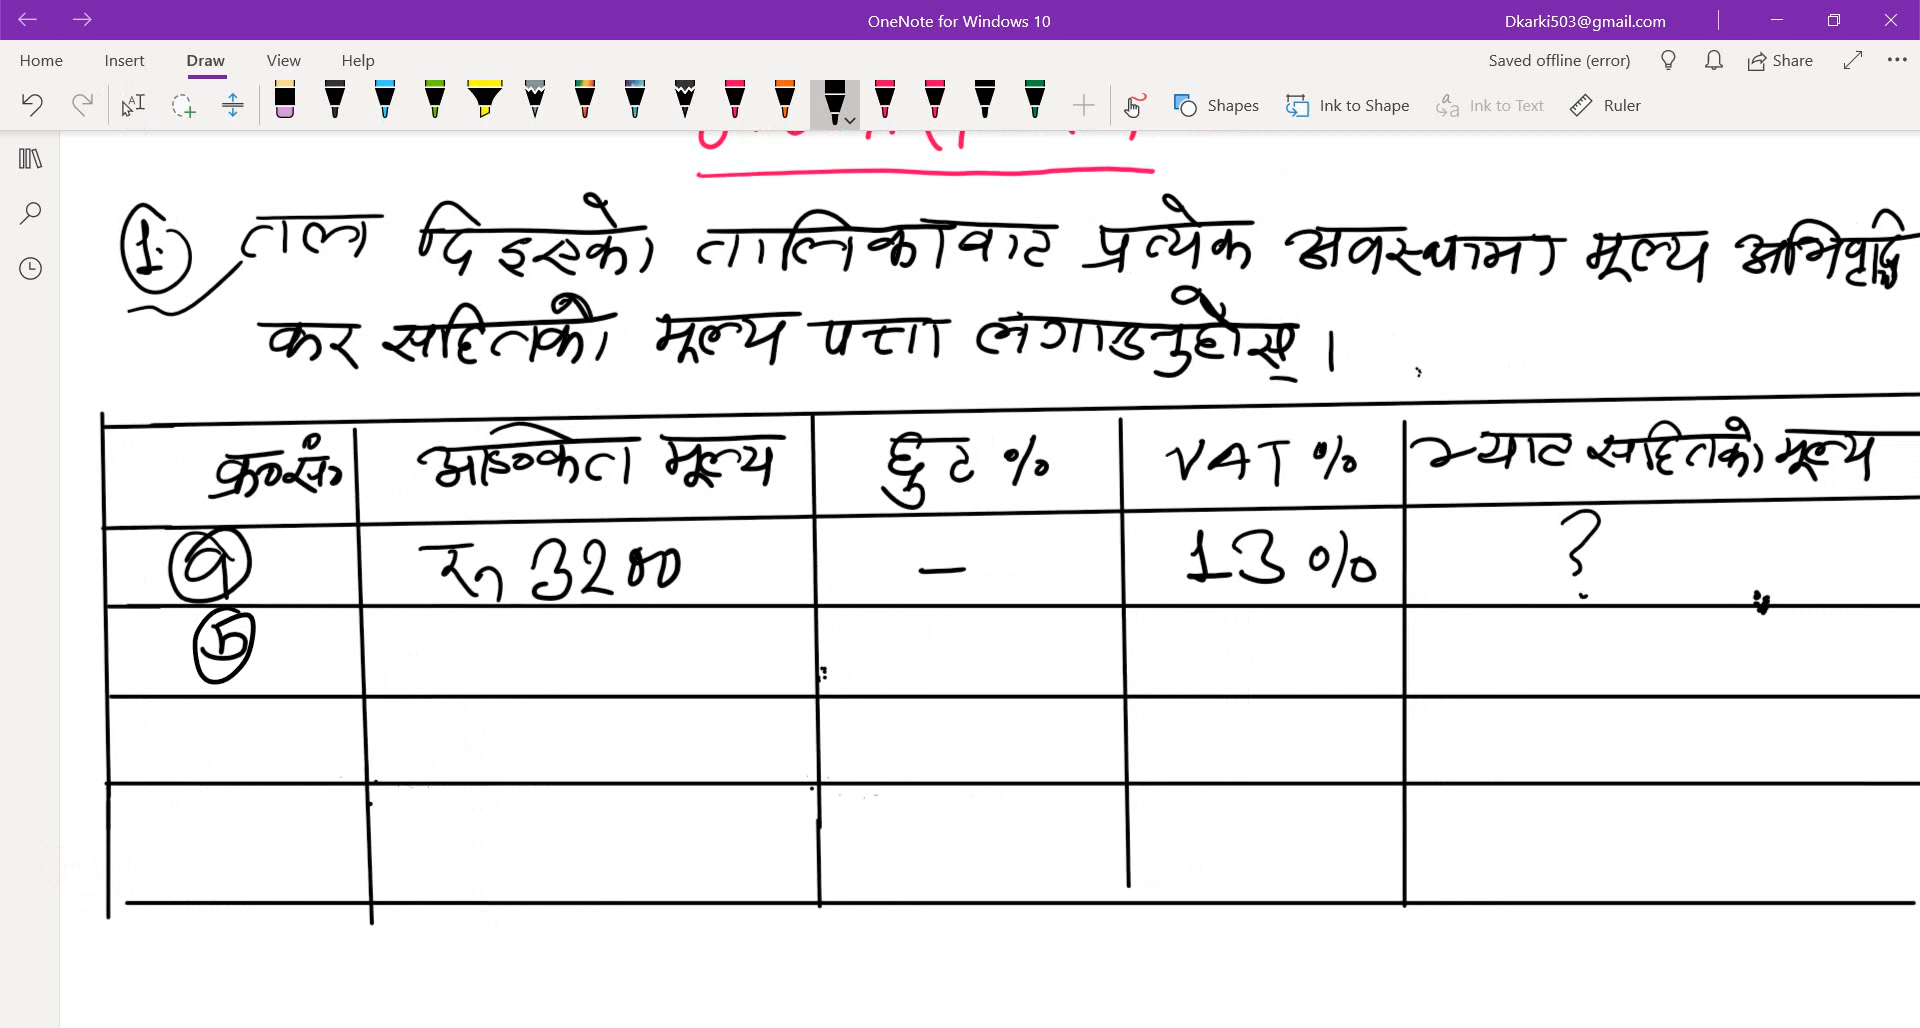 OneNote for Windows 10
Dkarki503@gmail.com
Home Insert Draw View Help
Saved offline (error) Share
Shapes Ink to Shape Ink to Text Ruler
1. तल दिइएको तालिकाबाट प्रत्येक अवस्थामा मूल्य अभिवृद्धि
कर सहितको मूल्य पत्ता लगाउनुहोस् ।
क्र०सं० अङ्कित मूल्य छुट % VAT % भ्याट सहितको मूल्य
a रु 3200 - 13% ?